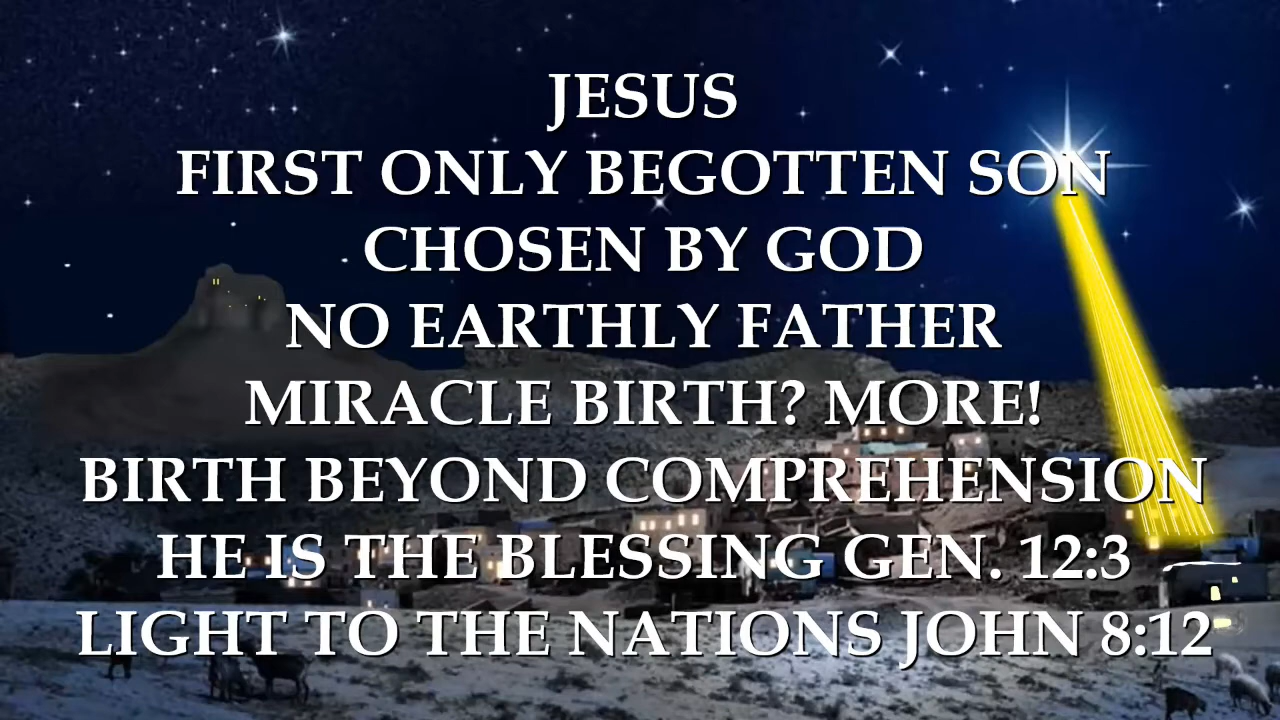 JESUS
FIRST ONLY BEGOTTEN SON
CHOSEN BY GOD
NO EARTHLY FATHER
MIRACLE BIRTH? MORE!
BIRTH BEYOND COMPREHENSION
HE IS THE BLESSING GEN. 12:3
LIGHT TO THE NATIONS JOHN 8:12